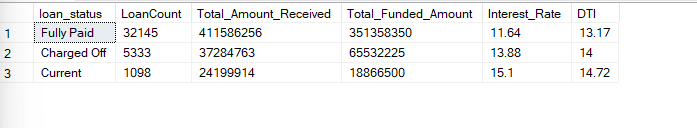 loan_status LoanCount Total_Amount_Received Total_Funded_Amount Interest_Rate DTI
1 Fully Paid 32145 411586256 351358350 11.64 13.17
2 Charged Off 5333 37284763 65532225 13.88 14
3 Current 1098 24199914 18866500 15.1 14.72